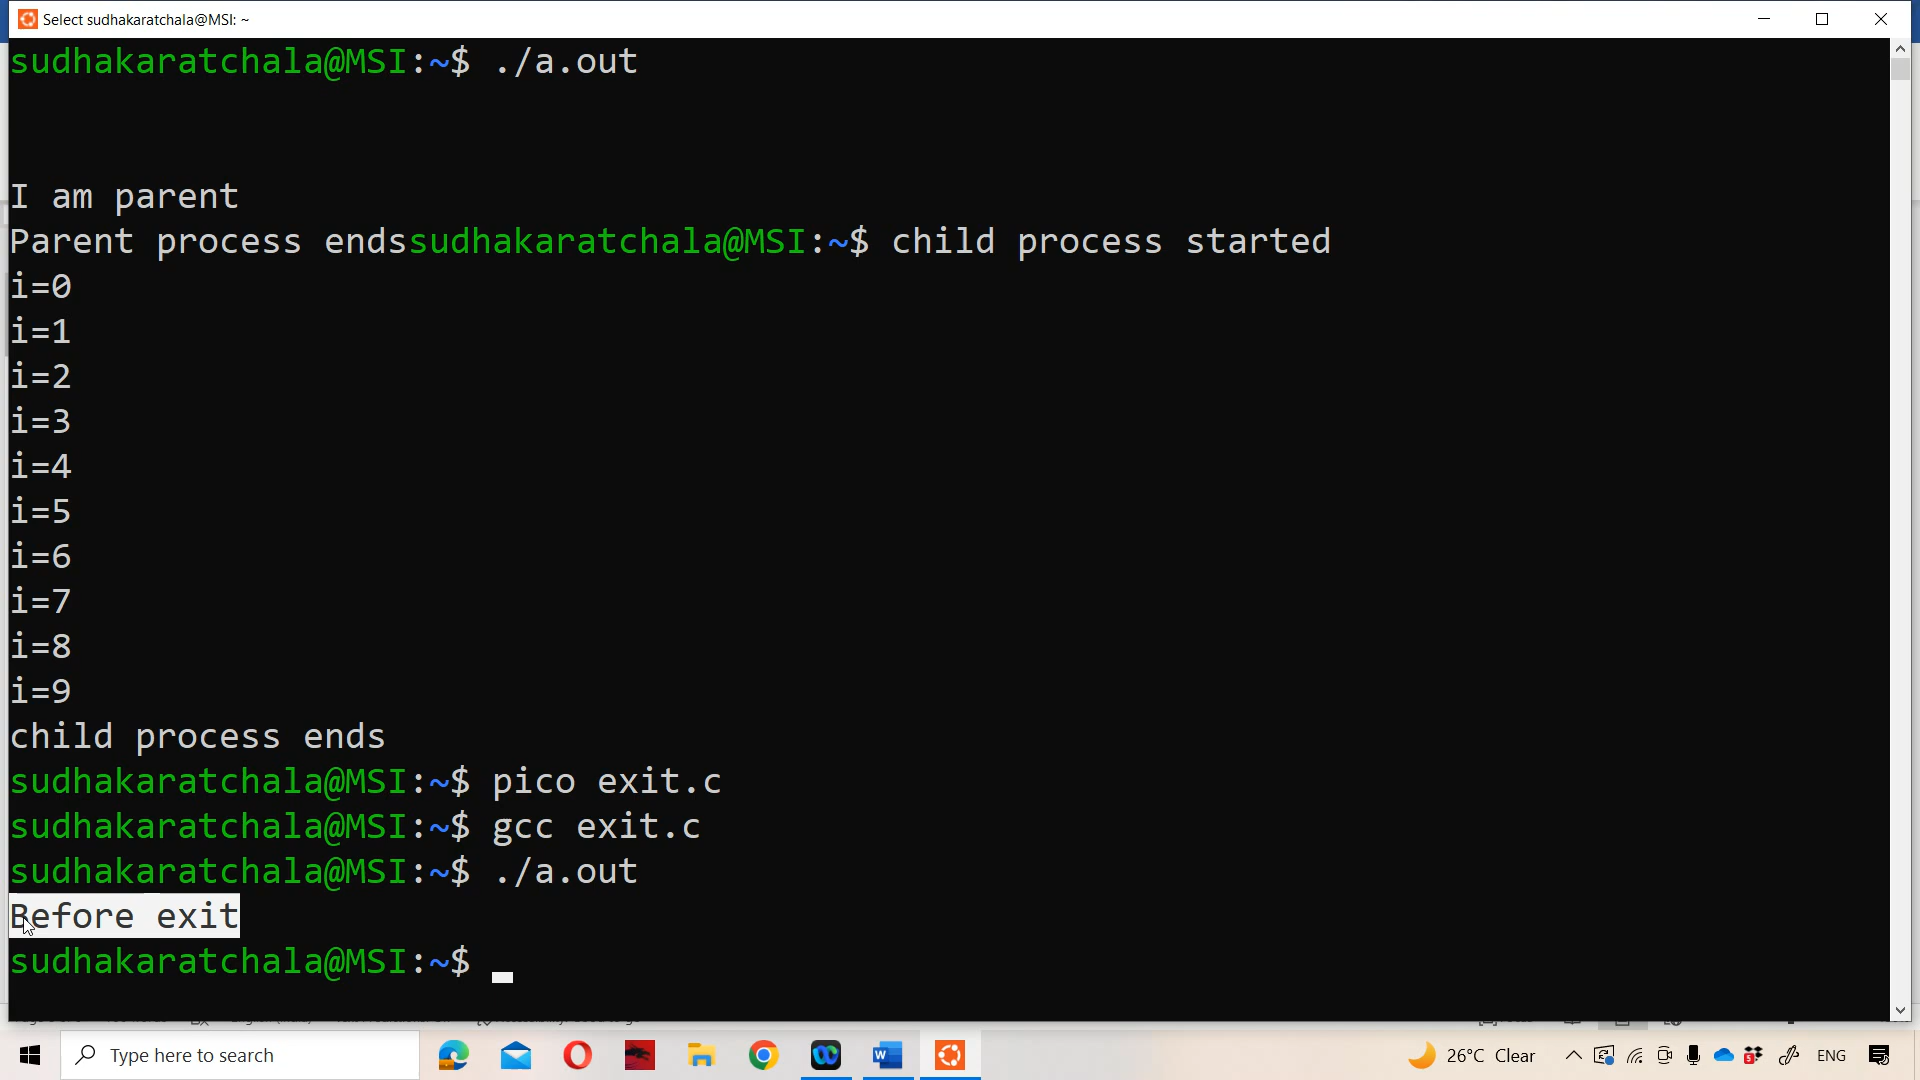 Select sudhakaratchala@MSI: ~
sudhakaratchala@MSI:~$ ./a.out
I am parent
Parent process endssudhakaratchala@MSI:~$ child process started
i=0
i=1
i=2
i=3
i=4
i=5
i=6
i=7
i=8
i=9
child process ends
sudhakaratchala@MSI:~$ pico exit.c
sudhakaratchala@MSI:~$ gcc exit.c
sudhakaratchala@MSI:~$ ./a.out
Before exit
sudhakaratchala@MSI:~$
Type here to search
26°C Clear
ENG